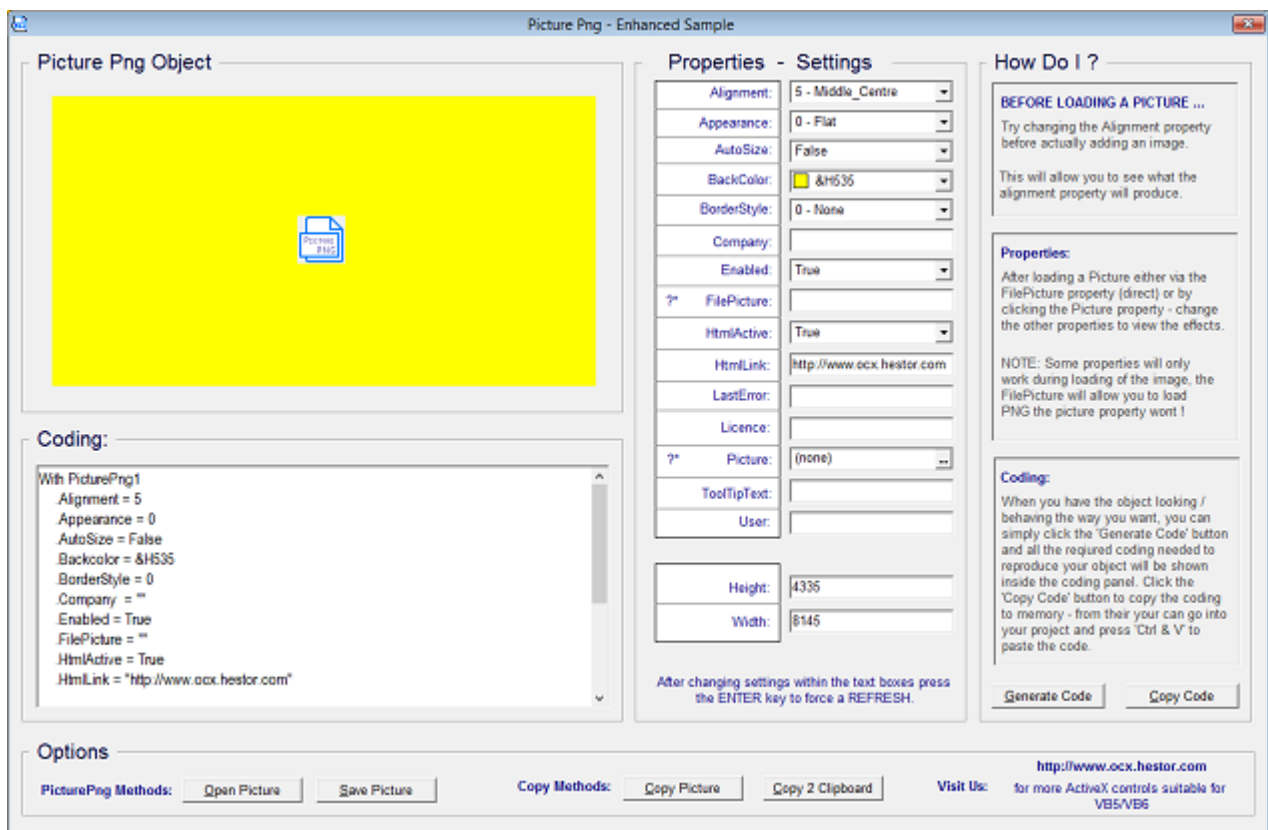 Picture Png - Enhanced Sample
Picture Png Object
PICTURE
PNG
Coding:
With PicturePng1
.Alignment = 5
.Appearance = 0
.AutoSize = False
.Backcolor = &H535
.BorderStyle = 0
.Company = ""
.Enabled = True
.FilePicture = ""
.HtmlActive = True
.HtmlLink = "http://www.ocx.hestor.com"
Properties - Settings
Alignment: 5 - Middle_Centre
Appearance: 0 - Flat
AutoSize: False
BackColor: &H535
BorderStyle: 0 - None
Company:
Enabled: True
?* FilePicture:
HtmlActive: True
HtmlLink: http://www.ocx.hestor.com
LastError:
Licence:
?* Picture: (none) ...
ToolTipText:
User:
Height: 4335
Width: 8145
After changing settings within the text boxes press
the ENTER key to force a REFRESH.
How Do I ?
BEFORE LOADING A PICTURE ...
Try changing the Alignment property
before actually adding an image.
This will allow you to see what the
alignment property will produce.
Properties:
After loading a Picture either via the
FilePicture property (direct) or by
clicking the Picture property - change
the other properties to view the effects.
NOTE: Some properties will only
work during loading of the image, the
FilePicture will allow you to load
PNG the picture property wont !
Coding:
When you have the object looking /
behaving the way you want, you can
simply click the 'Generate Code' button
and all the reqiured coding needed to
reproduce your object will be shown
inside the coding panel. Click the
'Copy Code' button to copy the coding
to memory - from their your can go into
your project and press 'Ctrl & V' to
paste the code.
Generate Code
Copy Code
Options
PicturePng Methods:
Open Picture
Save Picture
Copy Methods:
Copy Picture
Copy 2 Clipboard
Visit Us:
http://www.ocx.hestor.com
for more ActiveX controls suitable for
VB5/VB6